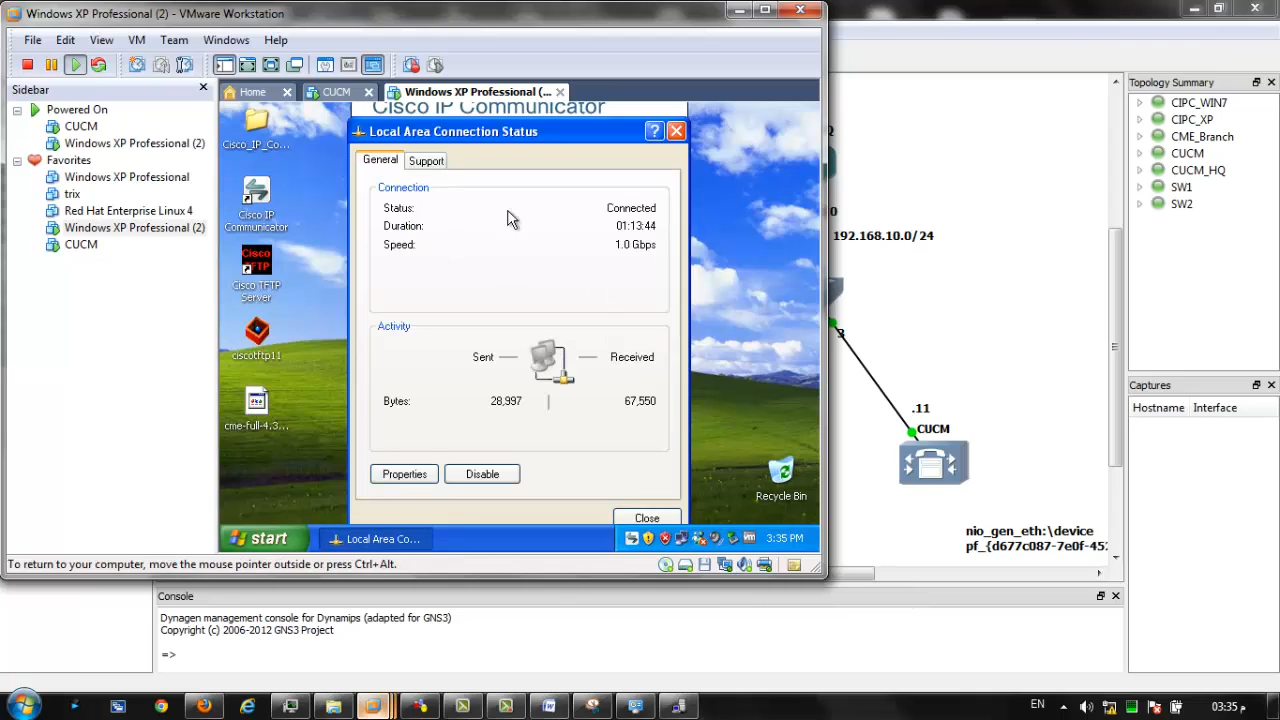 Windows XP Professional (2) - VMware Workstation
File Edit View VM Team Windows Help
Sidebar
Powered On
CUCM
Windows XP Professional (2)
Favorites
Windows XP Professional
trix
Red Hat Enterprise Linux 4
Windows XP Professional (2)
CUCM
Home
CUCM
Windows XP Professional (...
Cisco IP Communicator
Cisco_IP_Co...
Cisco IP
Communicator
Cisco
TFTP
Cisco TFTP
Server
ciscotftp11
cme-full-4.3...
Local Area Connection Status
General Support
Connection
Status: Connected
Duration: 01:13:44
Speed: 1.0 Gbps
Activity
Sent Received
Bytes: 28,997 67,550
Properties Disable
Close
Recycle Bin
start
Local Area Co...
3:35 PM
To return to your computer, move the mouse pointer outside or press Ctrl+Alt.
192.168.10.0/24
.11
CUCM
nio_gen_eth:\device
Topology Summary
CIPC_WIN7
CIPC_XP
CME_Branch
CUCM
CUCM_HQ
SW1
SW2
Captures
Hostname Interface
Console
Dynagen management console for Dynamips (adapted for GNS3)
Copyright (c) 2006-2012 GNS3 Project
=>
EN
03:35 م